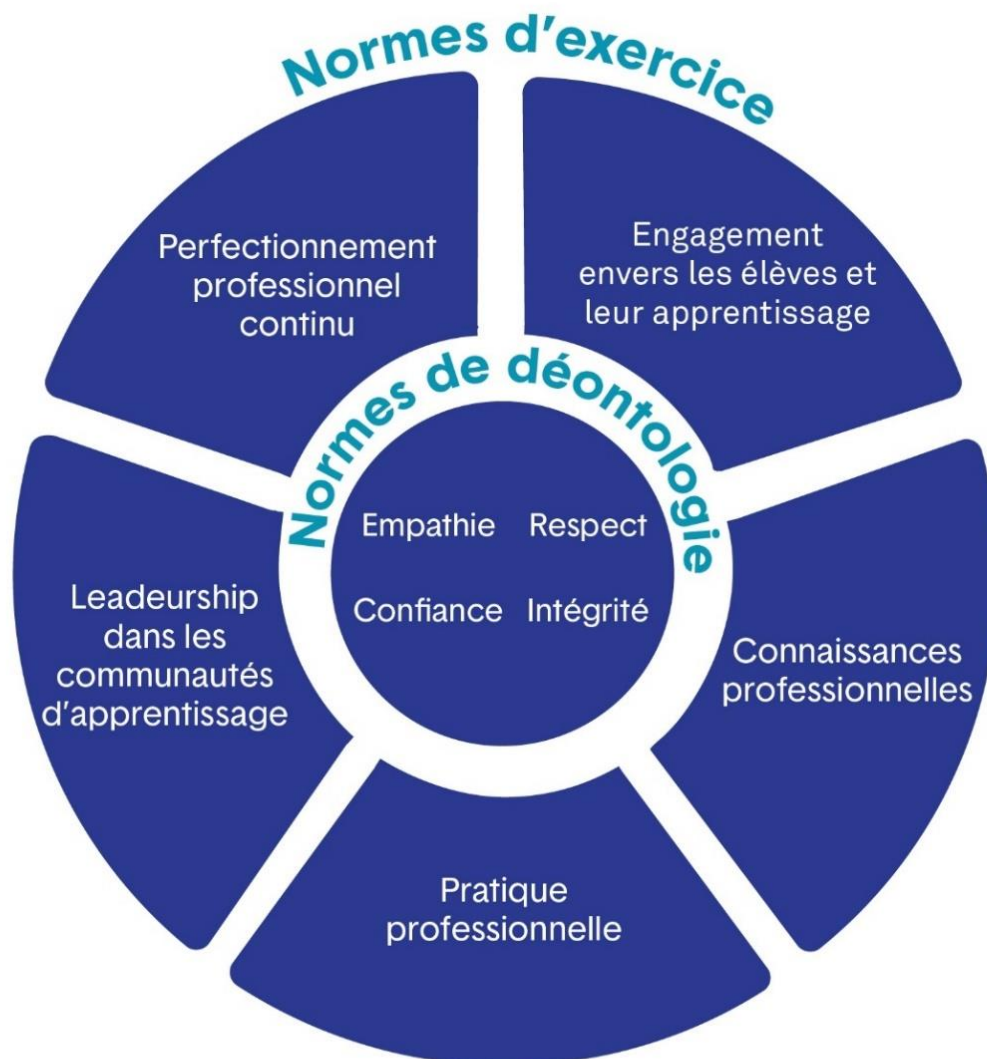 Normes d'exercice
Perfectionnement
professionnel
continu
Engagement
envers les élèves et
leur apprentissage
Normes de déontologie
Empathie Respect
Confiance Intégrité
Leadeurship
dans les
communautés
d'apprentissage
Connaissances
professionnelles
Pratique
professionnelle